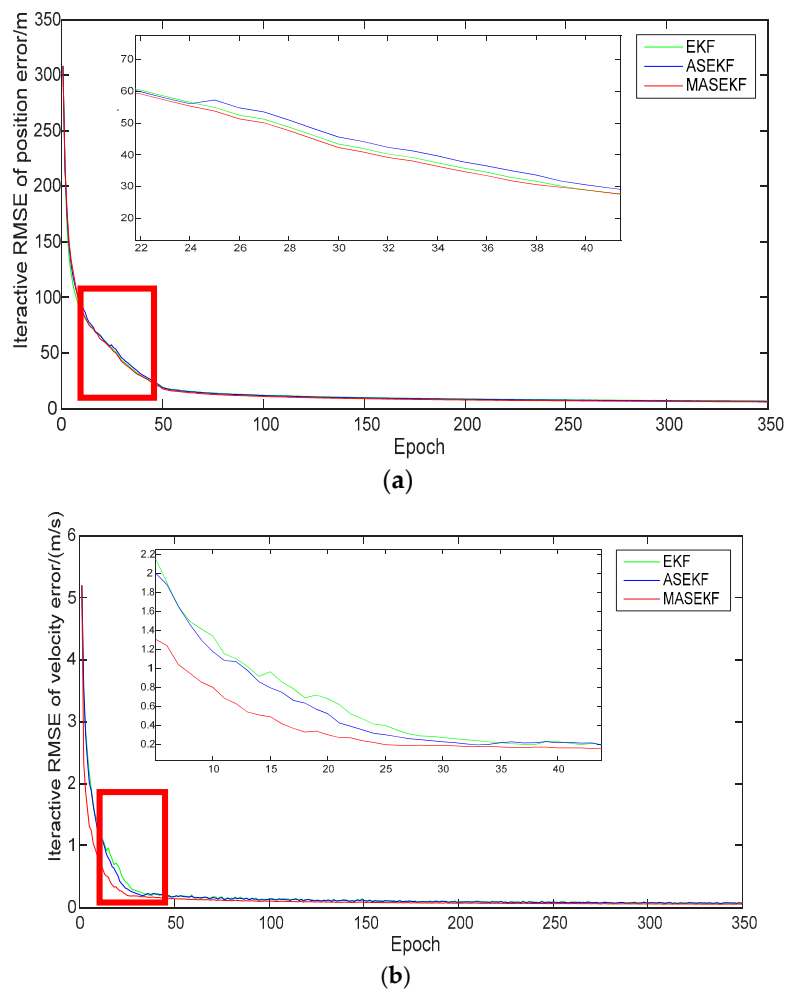 Iteractive RMSE of position error/m
350
300
250
200
150
100
50
0
70
60
50
40
30
20
22 24 26 28 30 32 34 36 38 40
EKF
ASEKF
MASEKF
0 50 100 150 200 250 300 350
Epoch
(a)
Iteractive RMSE of velocity error/(m/s)
6
5
4
3
2
1
0
2.2
2
1.8
1.6
1.4
1.2
1
0.8
0.6
0.4
0.2
10 15 20 25 30 35 40
EKF
ASEKF
MASEKF
0 50 100 150 200 250 300 350
Epoch
(b)